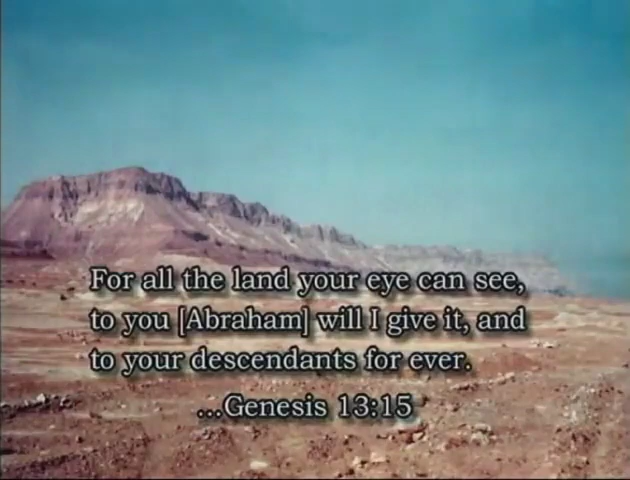 For all the land your eye can see,
to you [Abraham] will I give it, and
to your descendants for ever.
...Genesis 13:15